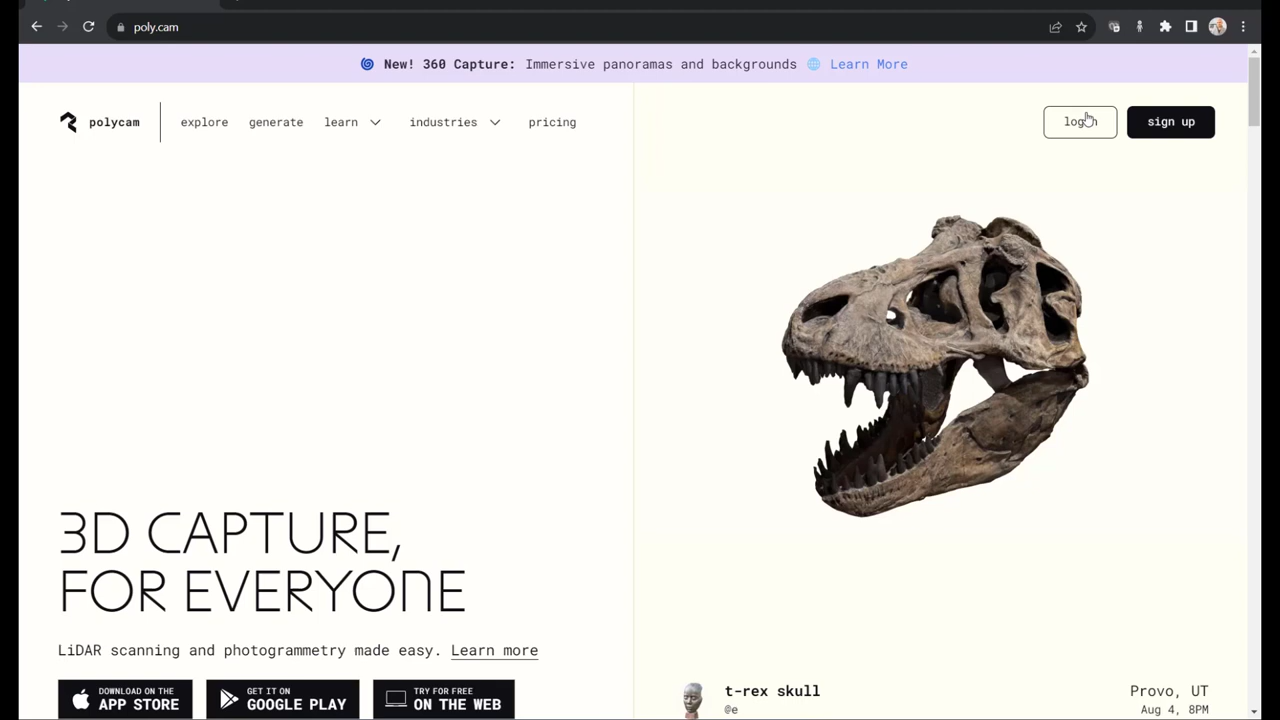 poly.cam
New! 360 Capture: Immersive panoramas and backgrounds Learn More
polycam
explore
generate
learn
industries
pricing
sign up
3D CAPTURE,
FOR EVERYONE
LiDAR scanning and photogrammetry made easy. Learn more
DOWNLOAD ON THE
APP STORE
GET IT ON
GOOGLE PLAY
TRY FOR FREE
ON THE WEB
t-rex skull
@e
Provo, UT
Aug 4, 8PM